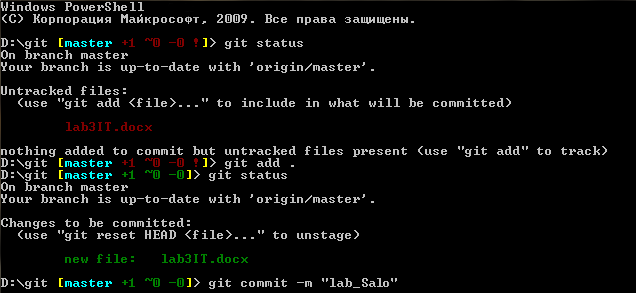 Windows PowerShell
(C) Корпорация Майкрософт, 2009. Все права защищены.
D:\git [master +1 ~0 -0 !]> git status
On branch master
Your branch is up-to-date with 'origin/master'.
Untracked files:
(use "git add <file>..." to include in what will be committed)
lab3IT.docx
nothing added to commit but untracked files present (use "git add" to track)
D:\git [master +1 ~0 -0 !]> git add .
D:\git [master +1 ~0 -0]> git status
On branch master
Your branch is up-to-date with 'origin/master'.
Changes to be committed:
(use "git reset HEAD <file>..." to unstage)
new file:   lab3IT.docx
D:\git [master +1 ~0 -0]> git commit -m "lab_Salo"